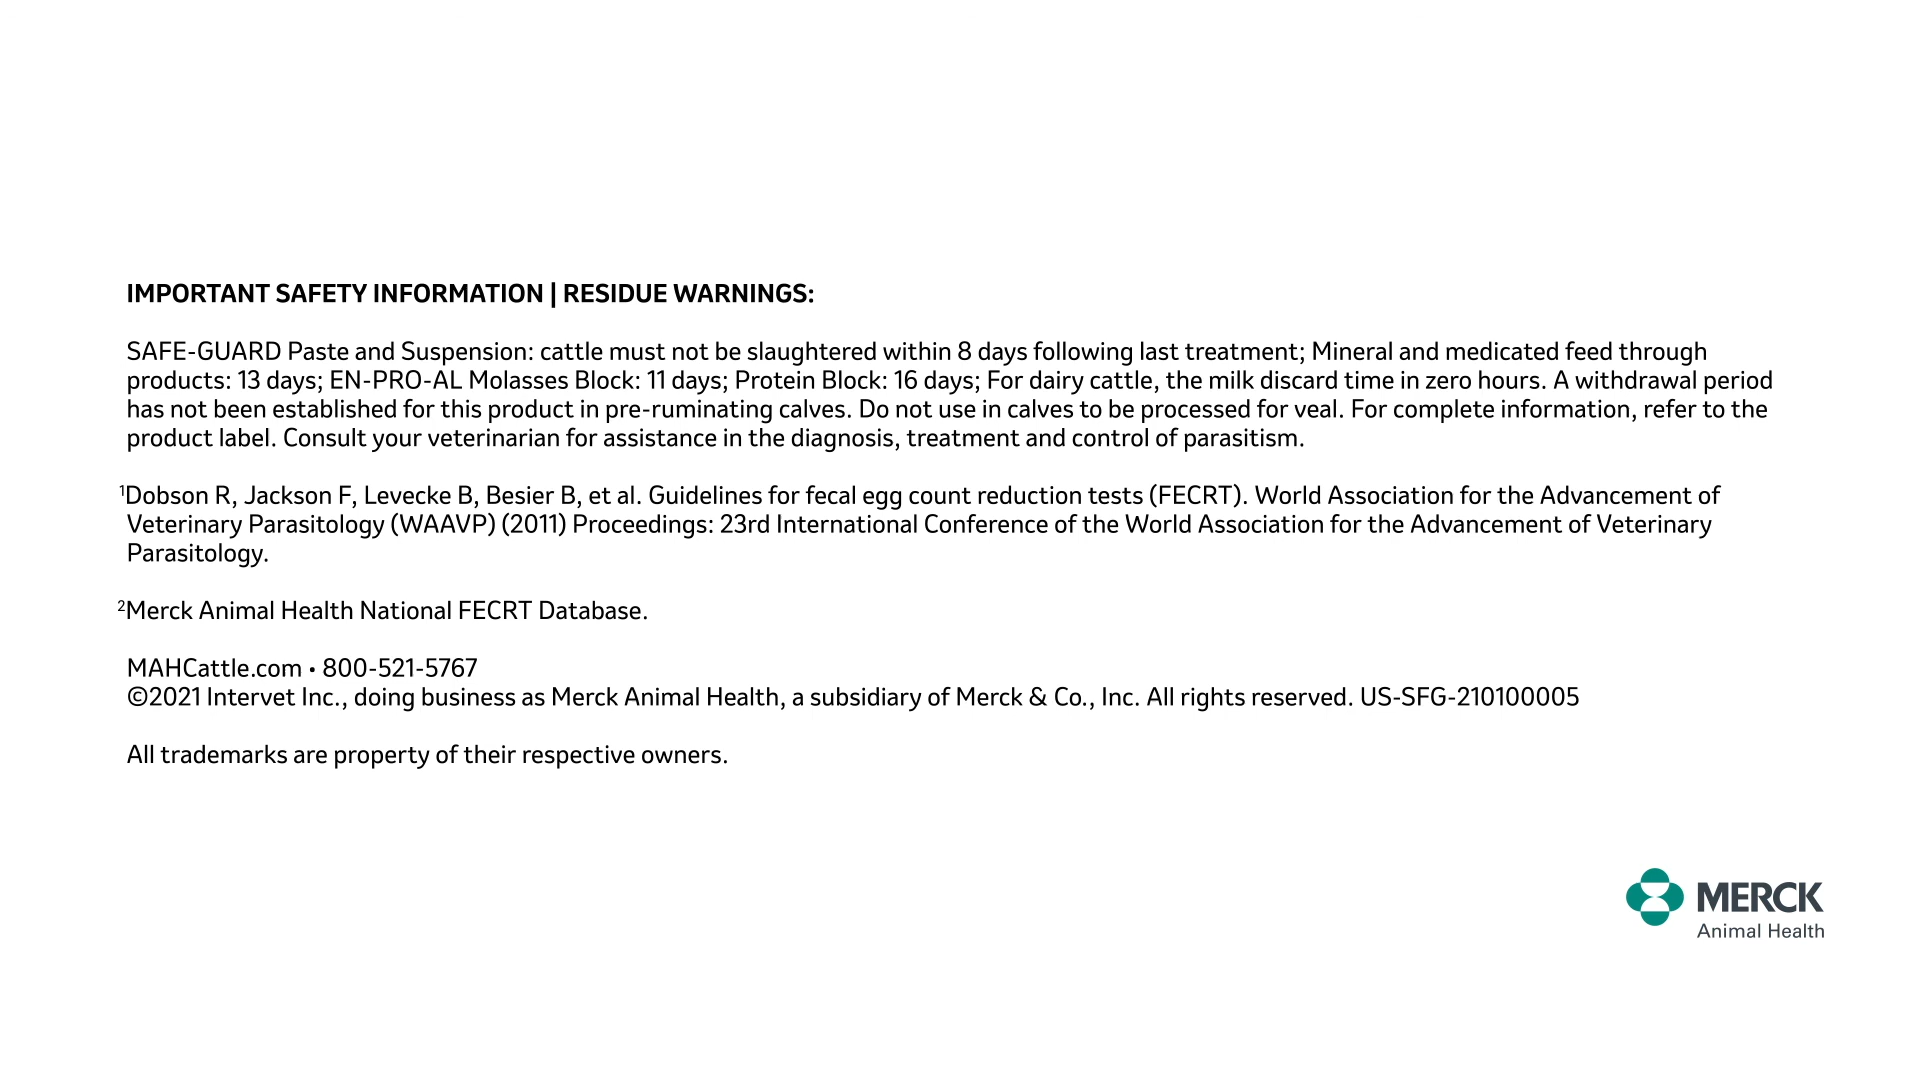 IMPORTANT SAFETY INFORMATION | RESIDUE WARNINGS:
SAFE-GUARD Paste and Suspension: cattle must not be slaughtered within 8 days following last treatment; Mineral and medicated feed through
products: 13 days; EN-PRO-AL Molasses Block: 11 days; Protein Block: 16 days; For dairy cattle, the milk discard time in zero hours. A withdrawal period
has not been established for this product in pre-ruminating calves. Do not use in calves to be processed for veal. For complete information, refer to the
product label. Consult your veterinarian for assistance in the diagnosis, treatment and control of parasitism.
¹Dobson R, Jackson F, Levecke B, Besier B, et al. Guidelines for fecal egg count reduction tests (FECRT). World Association for the Advancement of
Veterinary Parasitology (WAAVP) (2011) Proceedings: 23rd International Conference of the World Association for the Advancement of Veterinary
Parasitology.
²Merck Animal Health National FECRT Database.
MAHCattle.com • 800-521-5767
©2021 Intervet Inc., doing business as Merck Animal Health, a subsidiary of Merck & Co., Inc. All rights reserved. US-SFG-210100005
All trademarks are property of their respective owners.
MERCK
Animal Health